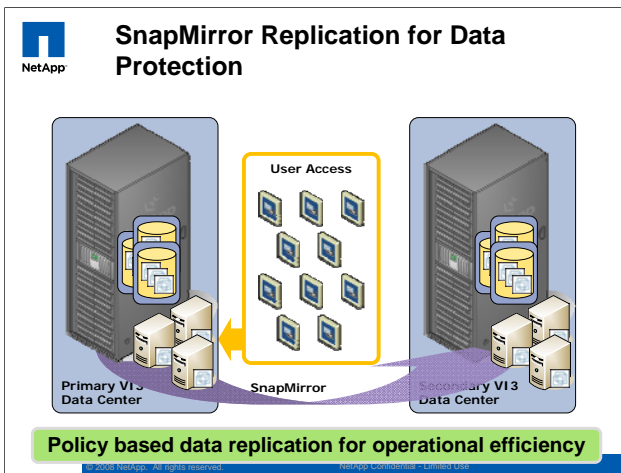 NetApp
SnapMirror Replication for Data
Protection
User Access
Primary VI3
Data Center
SnapMirror
Secondary VI3
Data Center
Policy based data replication for operational efficiency
© 2008 NetApp. All rights reserved.
NetApp Confidential - Limited Use